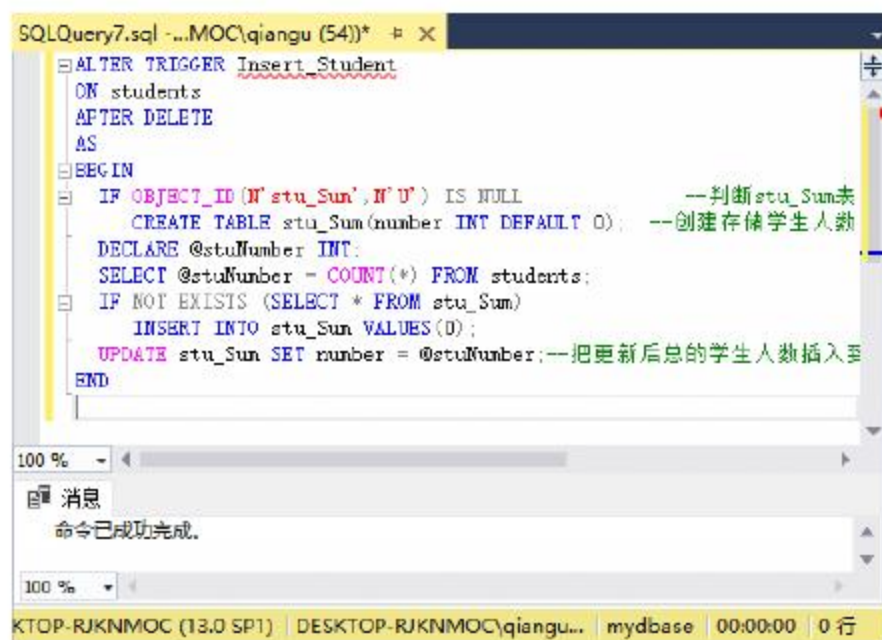 SQLQuery7.sql -...MOC\qiangu (54))*
ALTER TRIGGER Insert_Student
ON students
AFTER DELETE
AS
BEGIN
IF OBJECT_ID(N'stu_Sum',N'U') IS NULL --判断stu_Sum表
CREATE TABLE stu_Sum(number INT DEFAULT 0); --创建存储学生人数
DECLARE @stuNumber INT;
SELECT @stuNumber = COUNT(*) FROM students;
IF NOT EXISTS (SELECT * FROM stu_Sum)
INSERT INTO stu_Sum VALUES(0);
UPDATE stu_Sum SET number = @stuNumber;--把更新后总的学生人数插入到
END
100 %
消息
命令已成功完成。
100 %
KTOP-RJKNMOC (13.0 SP1) DESKTOP-RJKNMOC\qiangu... mydbase 00:00:00 0 行